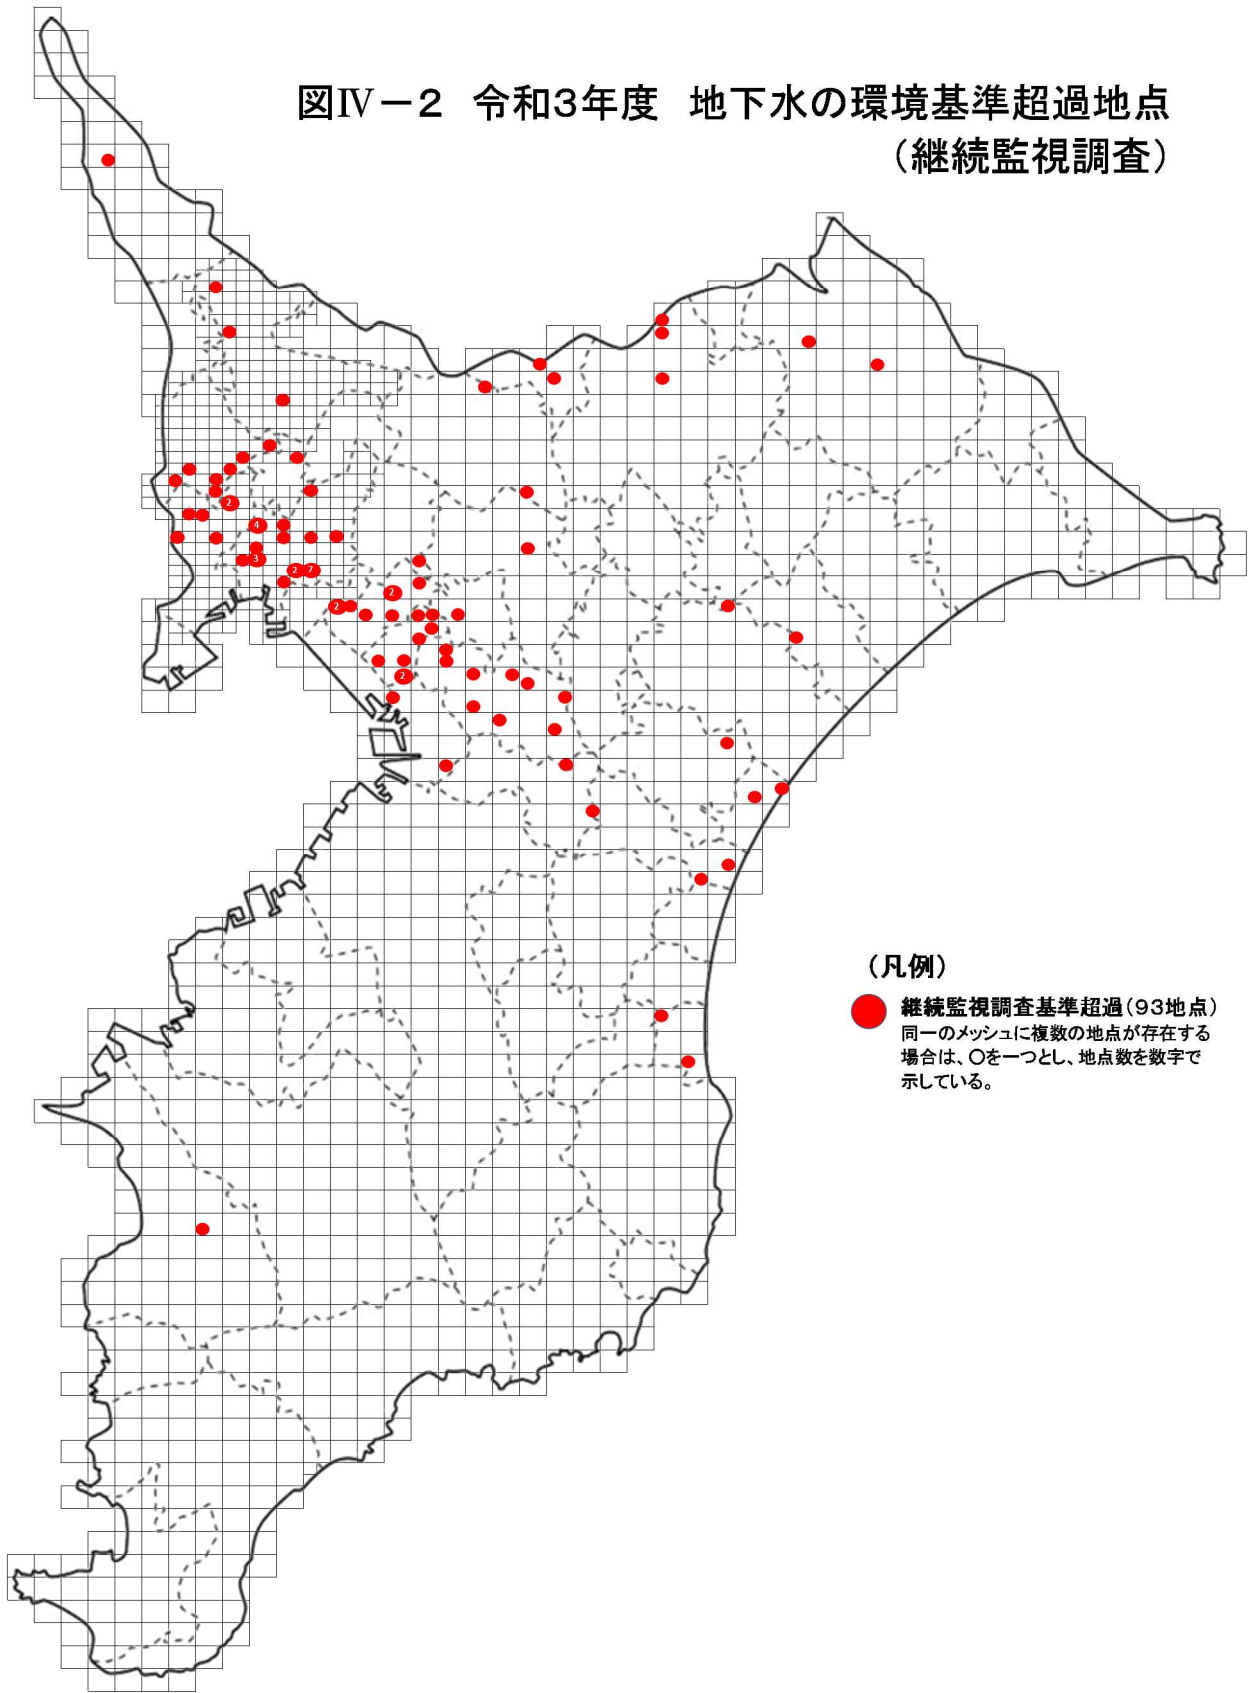 図Ⅳ－2　令和3年度　地下水の環境基準超過地点
（継続監視調査）
2
4
3
2
7
2
2
2
（凡例）
継続監視調査基準超過（93地点）
同一のメッシュに複数の地点が存在する
場合は、〇を一つとし、地点数を数字で
示している。